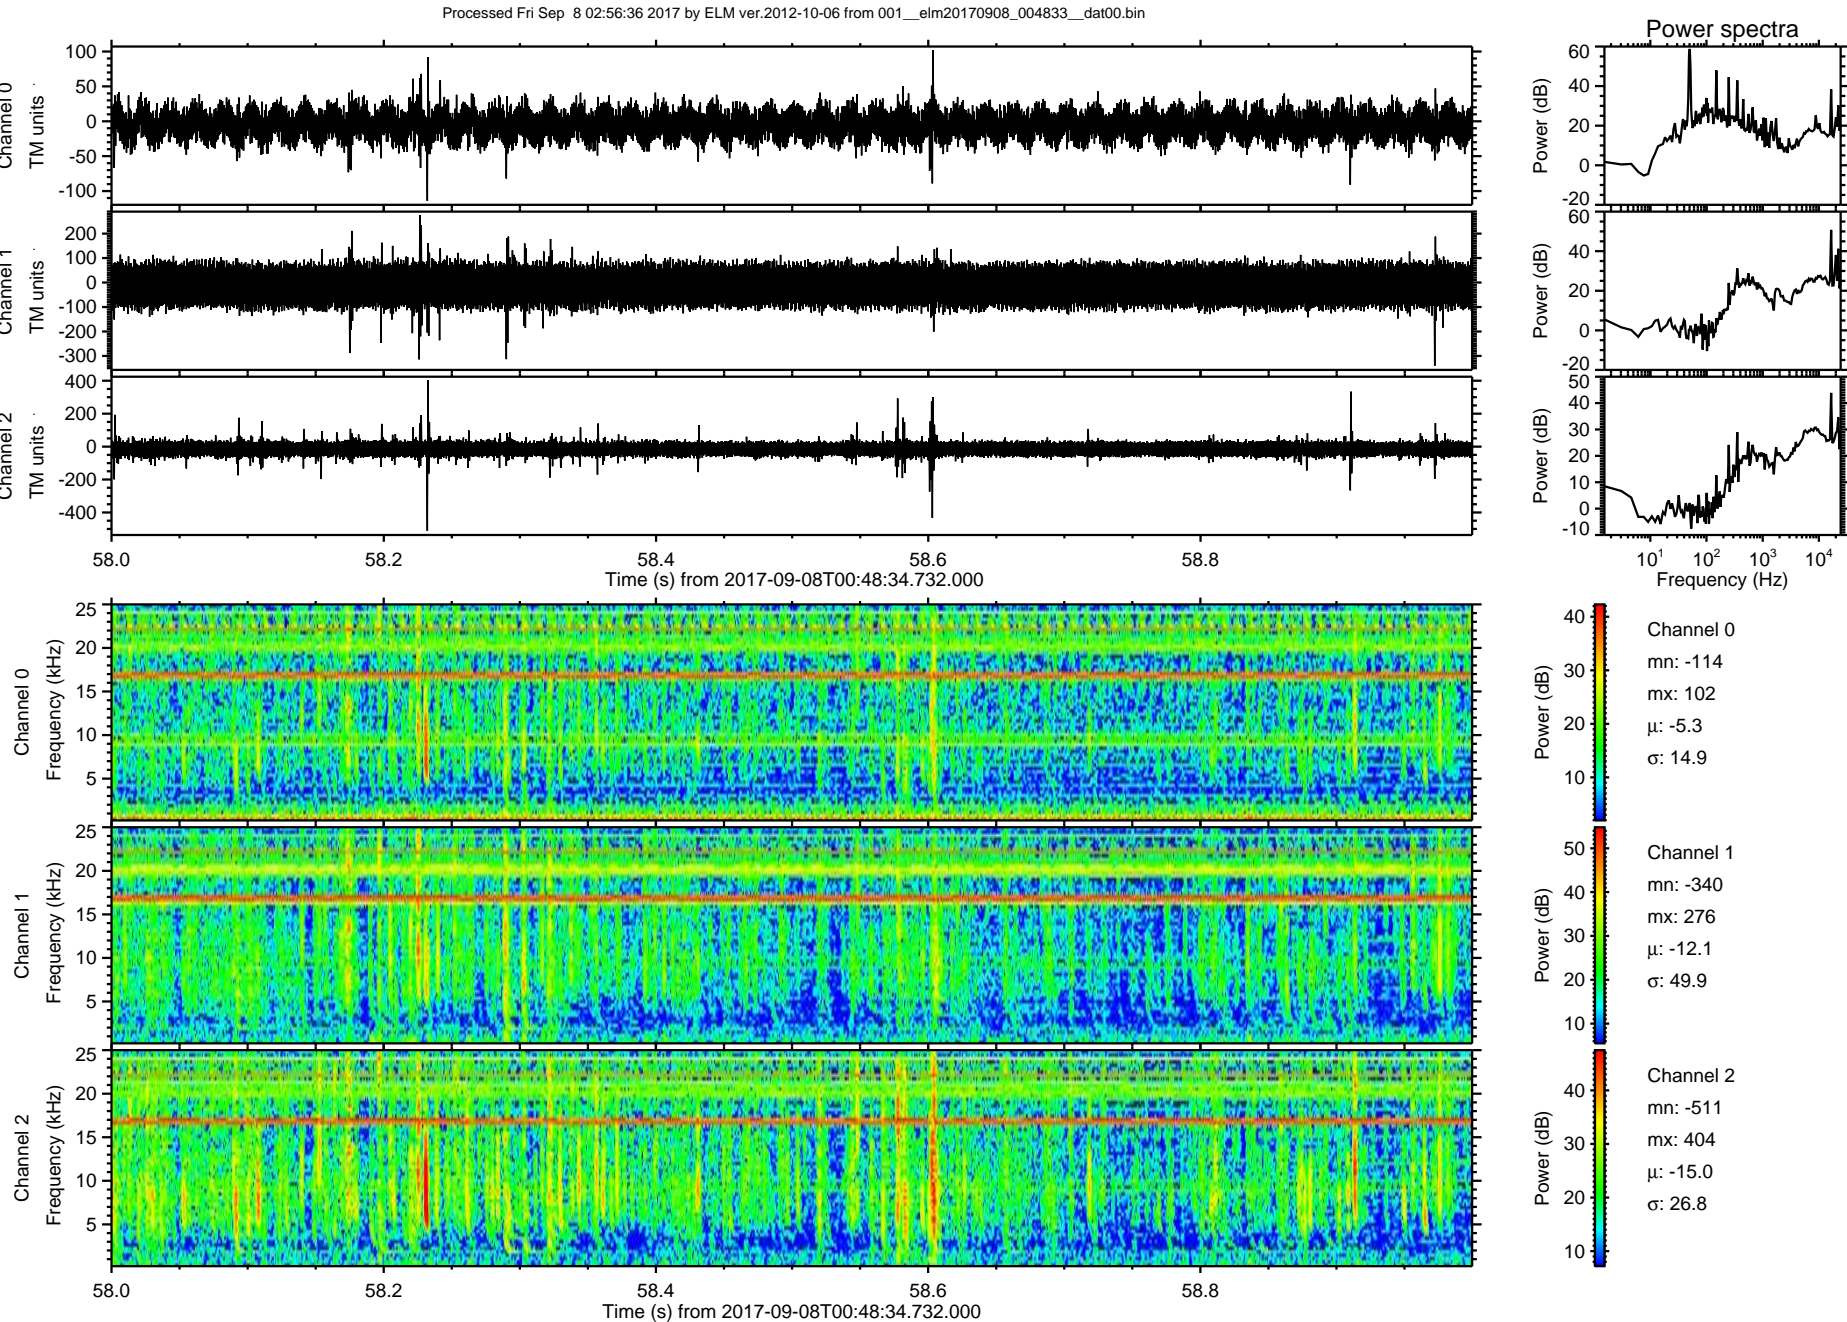 Processed Fri Sep  8 02:56:36 2017 by ELM ver.2012-10-06 from 001__elm20170908_004833__dat00.bin
Power spectra
Channel 0
TM units
100
50
0
-50
-100
Power (dB)
60
40
20
0
-20
Channel 1
TM units
200
100
0
-100
-200
-300
Power (dB)
60
40
20
0
-20
Channel 2
TM units
400
200
0
-200
-400
Power (dB)
50
40
30
20
10
0
-10
58.0 58.2 58.4 58.6 58.8
Time (s) from 2017-09-08T00:48:34.732.000
10^1 10^2 10^3 10^4
Frequency (Hz)
Channel 0
Frequency (kHz)
25
20
15
10
5
Power (dB)
40
30
20
10
Channel 0
mn: -114
mx: 102
μ: -5.3
σ: 14.9
Channel 1
Frequency (kHz)
25
20
15
10
5
Power (dB)
50
40
30
20
10
Channel 1
mn: -340
mx: 276
μ: -12.1
σ: 49.9
Channel 2
Frequency (kHz)
25
20
15
10
5
Power (dB)
40
30
20
10
Channel 2
mn: -511
mx: 404
μ: -15.0
σ: 26.8
58.0 58.2 58.4 58.6 58.8
Time (s) from 2017-09-08T00:48:34.732.000